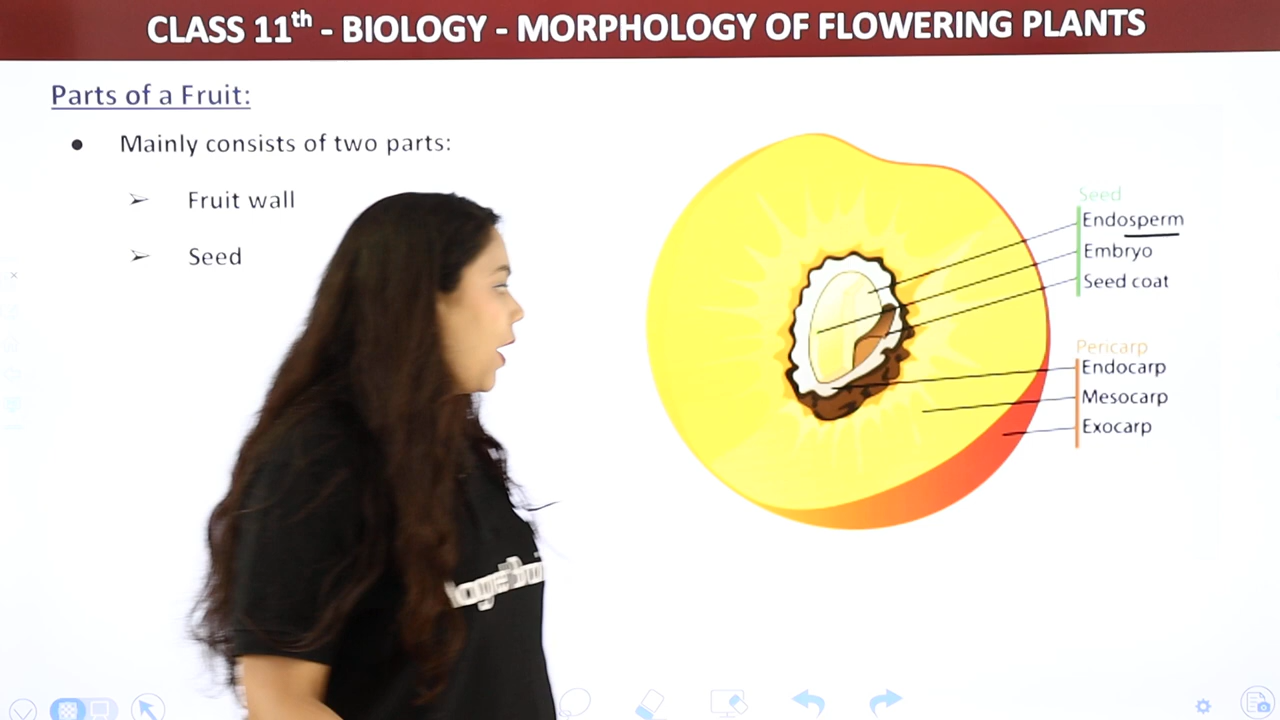 CLASS 11th - BIOLOGY - MORPHOLOGY OF FLOWERING PLANTS
Parts of a Fruit:
● Mainly consists of two parts:
➢ Fruit wall
➢ Seed
Seed
Endosperm
Embryo
Seed coat
Pericarp
Endocarp
Mesocarp
Exocarp